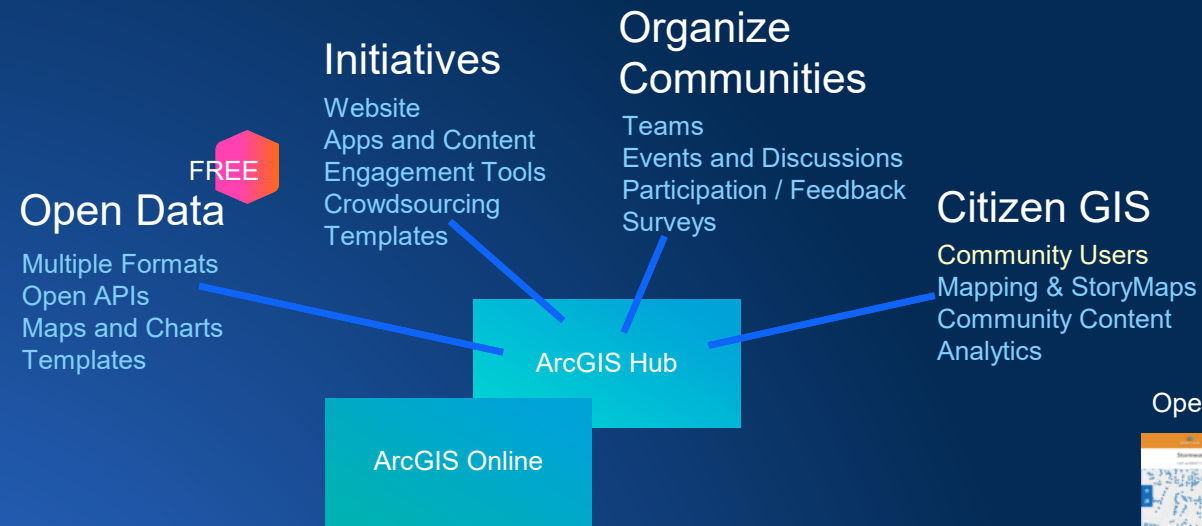 FREE
Open Data
Multiple Formats
Open APIs
Maps and Charts
Templates
Initiatives
Website
Apps and Content
Engagement Tools
Crowdsourcing
Templates
Organize
Communities
Teams
Events and Discussions
Participation / Feedback
Surveys
Citizen GIS
Community Users
Mapping & StoryMaps
Community Content
Analytics
ArcGIS Hub
ArcGIS Online
Ope